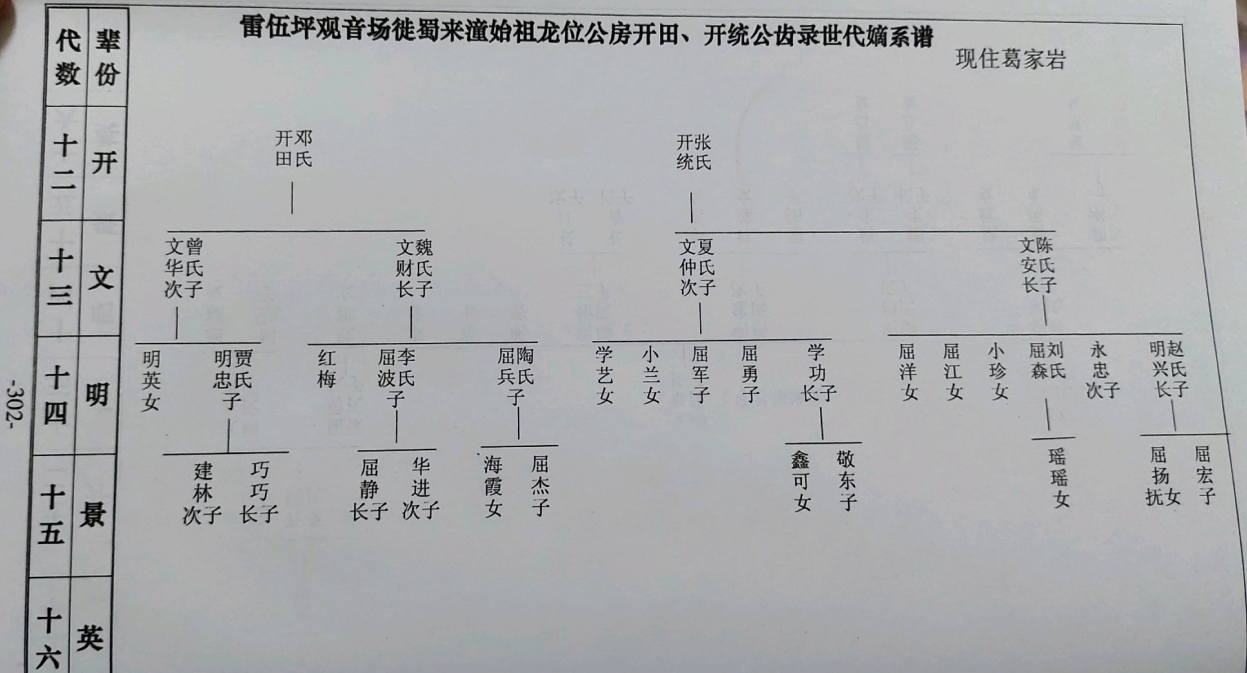 雷伍坪观音场徙蜀来潼始祖龙位公房开田、开统公齿录世代嫡系谱
现住葛家岩
代数
辈份
十二
开
开田
邓氏
开统
张氏
十三
文
文华次子
曾氏
文财长子
魏氏
文仲次子
夏氏
文安长子
陈氏
十四
明
明英女
明忠子
贾氏
红梅
屈波子
李氏
屈兵子
陶氏
学艺女
小兰女
屈军子
屈勇子
学功长子
屈洋女
屈江女
小珍女
屈森
刘氏
永忠次子
明兴长子
赵氏
十五
景
建林次子
巧巧长子
屈静长子
华进次子
海霞女
屈杰子
鑫可女
敬东子
瑶瑶女
屈扬抚女
屈宏子
十六
英
-302-